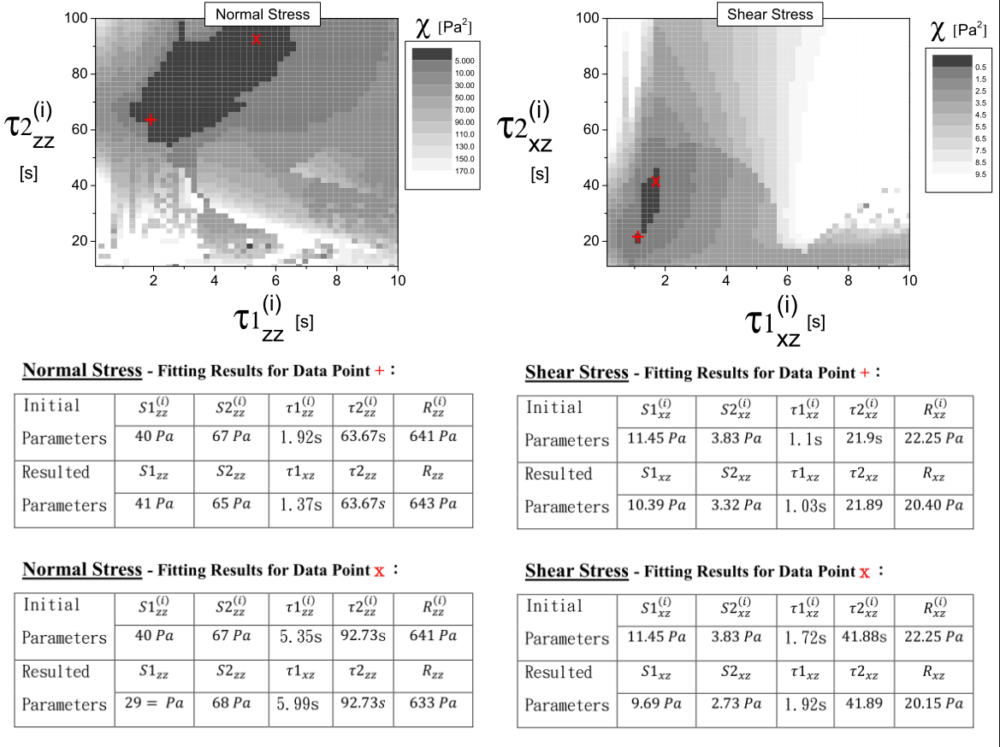 Normal Stress
χ [Pa²]
5.000
10.00
30.00
50.00
70.00
90.00
110.0
130.0
150.0
170.0
100
80
60
40
20
τ2zz(i)
[s]
2 4 6 8 10
τ1zz(i) [s]
Shear Stress
χ [Pa²]
0.5
1.5
2.5
3.5
4.5
5.5
6.5
7.5
8.5
9.5
100
80
60
40
20
τ2xz(i)
[s]
2 4 6 8 10
τ1xz(i) [s]
Normal Stress - Fitting Results for Data Point + :
Initial S1zz(i) S2zz(i) τ1zz(i) τ2zz(i) Rzz(i)
Parameters 40 Pa 67 Pa 1.92s 63.67s 641 Pa
Resulted S1zz S2zz τ1xz τ2zz Rzz
Parameters 41 Pa 65 Pa 1.37s 63.67s 643 Pa
Shear Stress - Fitting Results for Data Point + :
Initial S1xz(i) S2xz(i) τ1xz(i) τ2xz(i) Rxz(i)
Parameters 11.45 Pa 3.83 Pa 1.1s 21.9s 22.25 Pa
Resulted S1xz S2xz τ1xz τ2xz Rxz
Parameters 10.39 Pa 3.32 Pa 1.03s 21.89 20.40 Pa
Normal Stress - Fitting Results for Data Point x :
Initial S1zz(i) S2zz(i) τ1zz(i) τ2zz(i) Rzz(i)
Parameters 40 Pa 67 Pa 5.35s 92.73s 641 Pa
Resulted S1zz S2zz τ1xz τ2zz Rzz
Parameters 29 = Pa 68 Pa 5.99s 92.73s 633 Pa
Shear Stress - Fitting Results for Data Point x :
Initial S1xz(i) S2xz(i) τ1xz(i) τ2xz(i) Rxz(i)
Parameters 11.45 Pa 3.83 Pa 1.72s 41.88s 22.25 Pa
Resulted S1xz S2xz τ1xz τ2xz Rxz
Parameters 9.69 Pa 2.73 Pa 1.92s 41.89 20.15 Pa